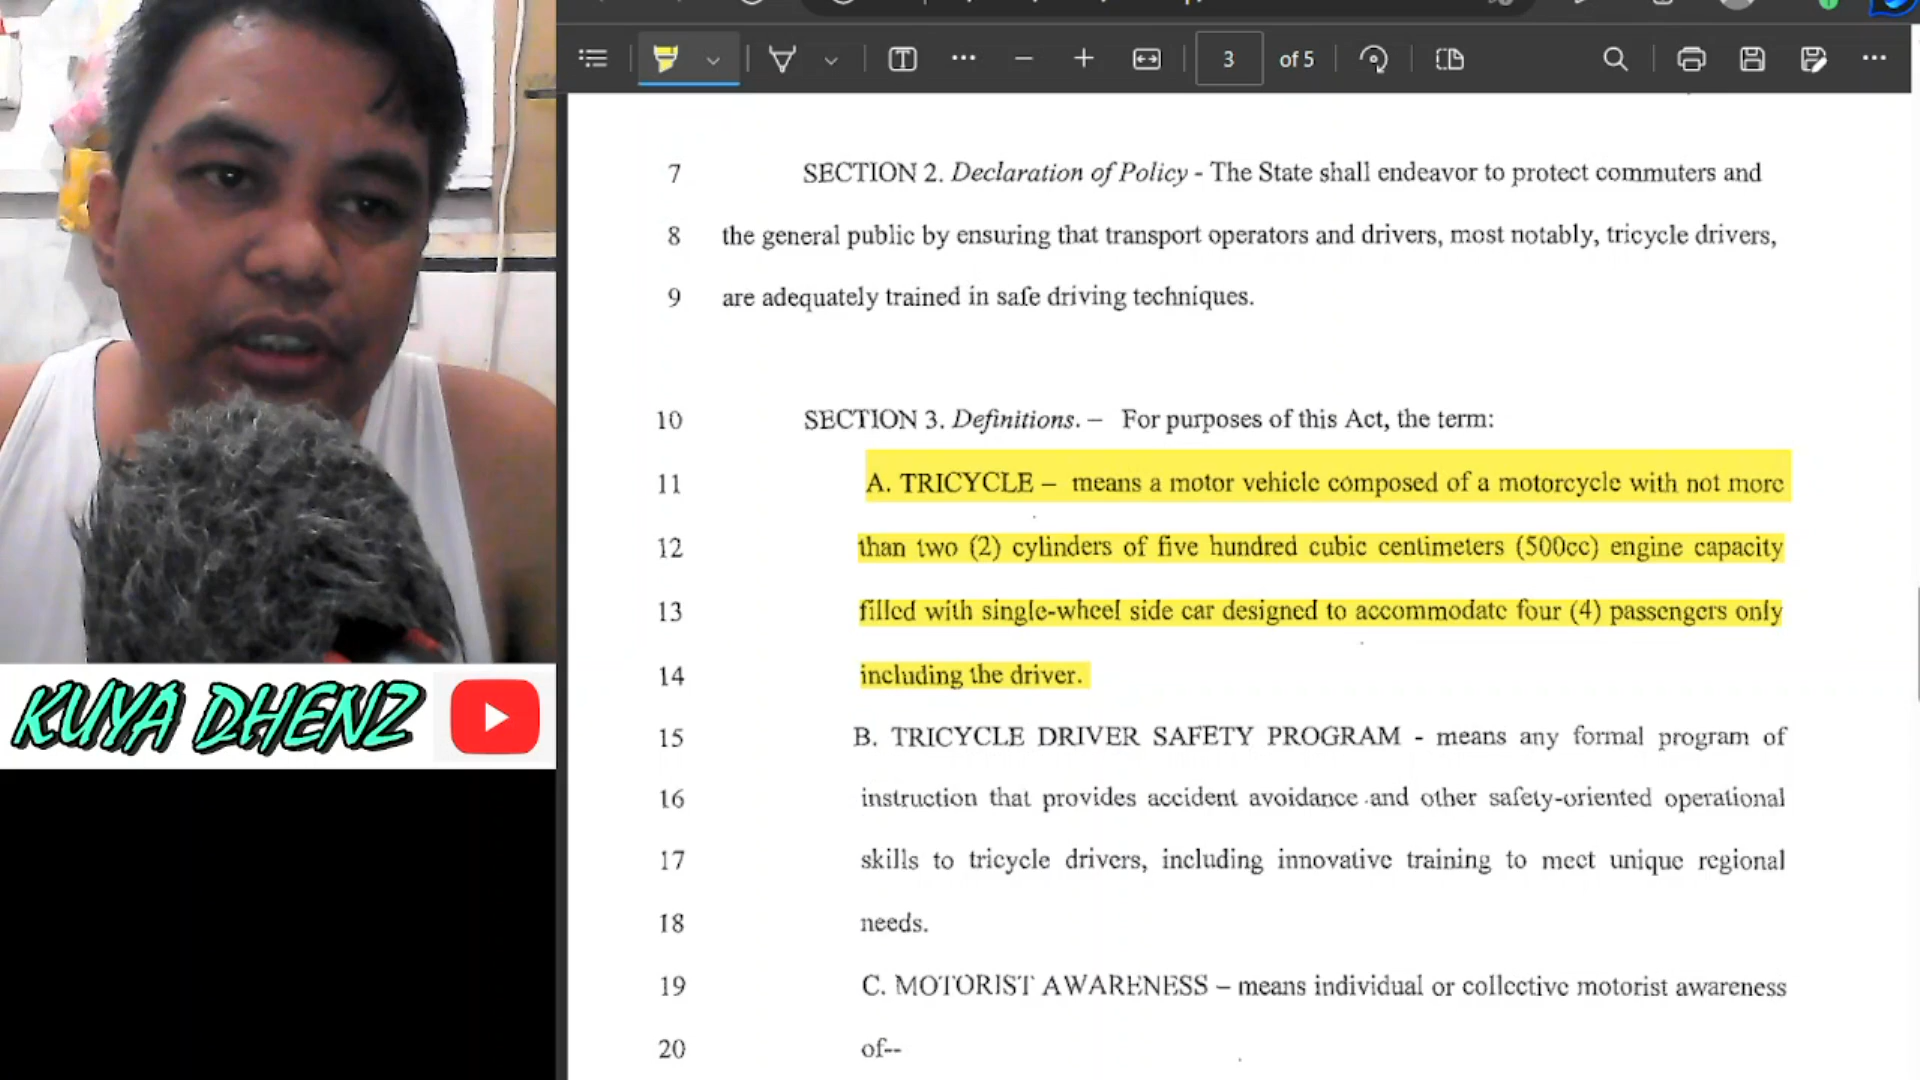 3 of 5
7 SECTION 2. Declaration of Policy - The State shall endeavor to protect commuters and
8 the general public by ensuring that transport operators and drivers, most notably, tricycle drivers,
9 are adequately trained in safe driving techniques.
10 SECTION 3. Definitions. – For purposes of this Act, the term:
11 A. TRICYCLE – means a motor vehicle composed of a motorcycle with not more
12 than two (2) cylinders of five hundred cubic centimeters (500cc) engine capacity
13 filled with single-wheel side car designed to accommodate four (4) passengers only
14 including the driver.
15 B. TRICYCLE DRIVER SAFETY PROGRAM - means any formal program of
16 instruction that provides accident avoidance and other safety-oriented operational
17 skills to tricycle drivers, including innovative training to meet unique regional
18 needs.
19 C. MOTORIST AWARENESS – means individual or collective motorist awareness
20 of--
KUYA DHENZ